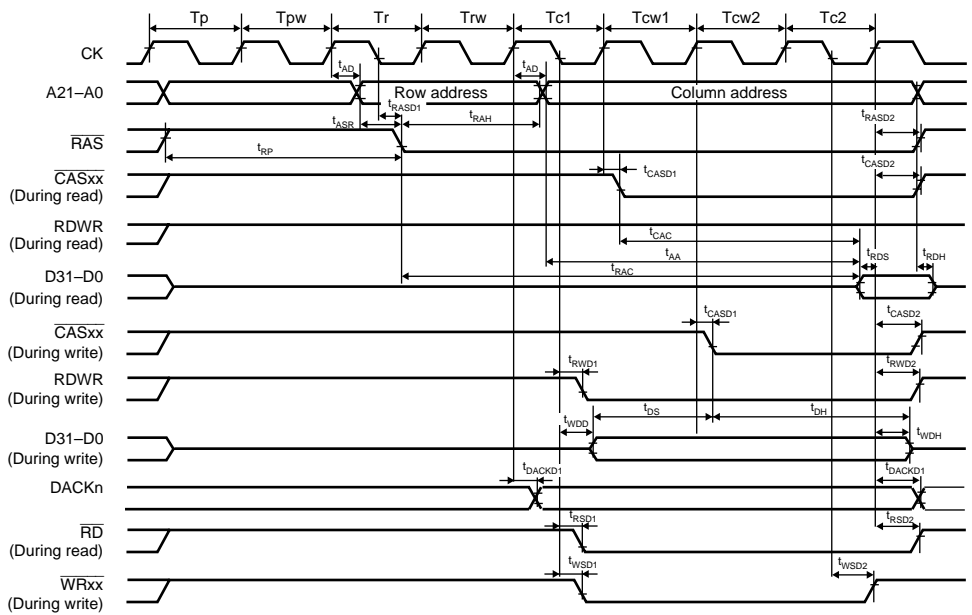 Tp Tpw Tr Trw Tc1 Tcw1 Tcw2 Tc2
CK
tAD tAD
A21–A0 Row address Column address
tRASD1
tASR tRAH tRASD2
RAS
tRP
tCASD2
CASxx tCASD1
(During read)
RDWR
(During read) tCAC
tAA tRDS tRDH
D31–D0 tRAC
(During read)
tCASD1 tCASD2
CASxx
(During write)
tRWD1 tRWD2
RDWR
(During write)
tDS tDH
tWDD tWDH
D31–D0
(During write)
tDACKD1 tDACKD1
DACKn
tRSD1 tRSD2
RD
(During read)
tWSD1 tWSD2
WRxx
(During write)